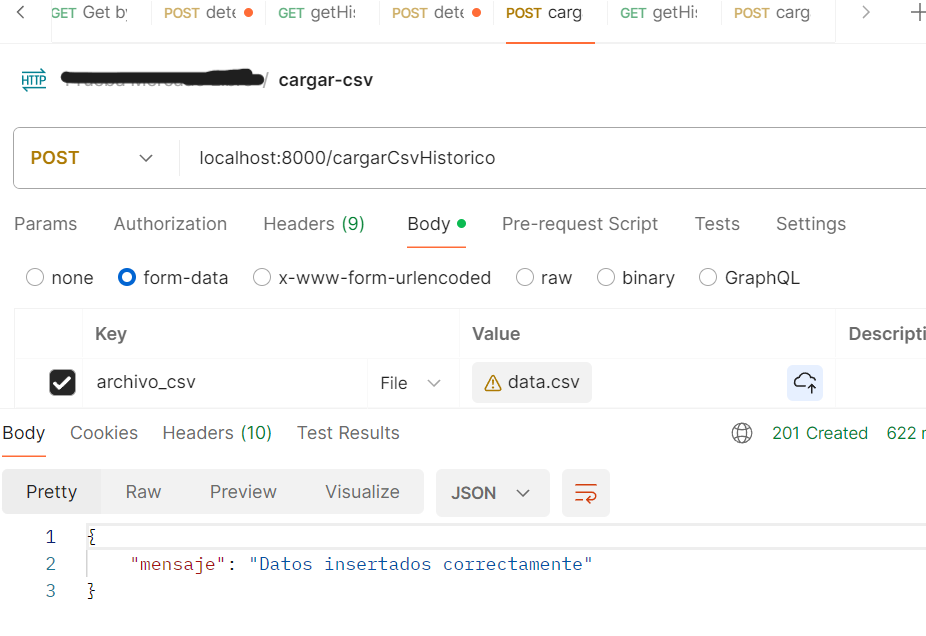 GET Get by POST dete GET getHi: POST dete POST carg GET getHi: POST carg
HTTP / cargar-csv
POST localhost:8000/cargarCsvHistorico
Params Authorization Headers (9) Body Pre-request Script Tests Settings
none form-data x-www-form-urlencoded raw binary GraphQL
Key Value Descripti
archivo_csv File data.csv
Body Cookies Headers (10) Test Results 201 Created 622
Pretty Raw Preview Visualize JSON
1 {
2 "mensaje": "Datos insertados correctamente"
3 }